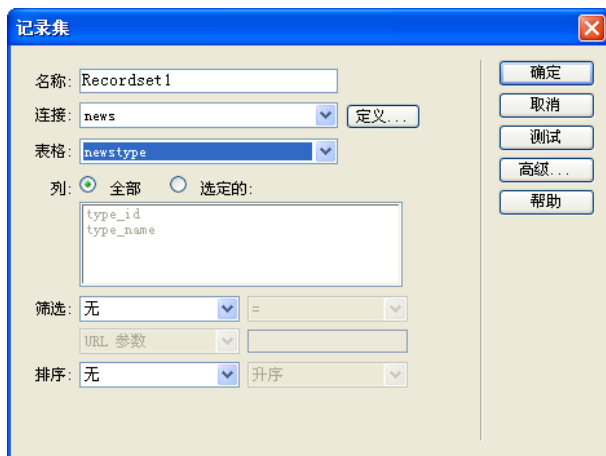 记录集
名称: Recordset1
确定
连接: news 定义...
取消
表格: newstype
测试
列: 全部 选定的:
高级...
type_id
帮助
type_name
筛选: 无 =
URL 参数
排序: 无 升序